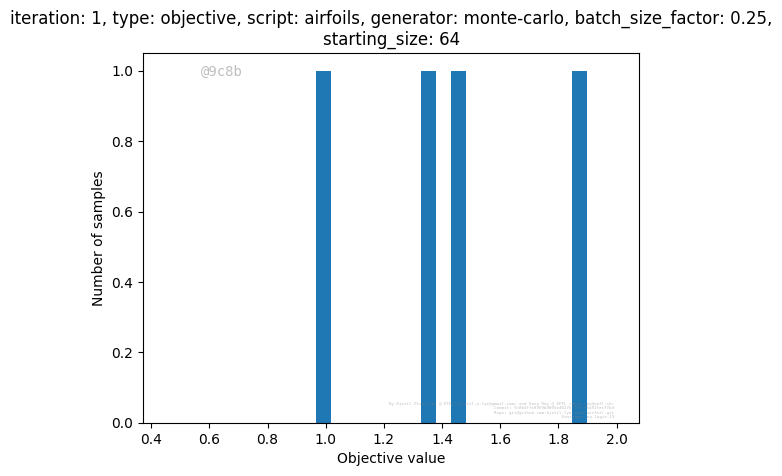 iteration: 1, type: objective, script: airfoils, generator: monte-carlo, batch_size_factor: 0.25,
starting_size: 64
@9c8b
1.0
0.8
0.6
0.4
0.2
0.0
Number of samples
0.4 0.6 0.8 1.0 1.2 1.4 1.6 1.8 2.0
Objective value